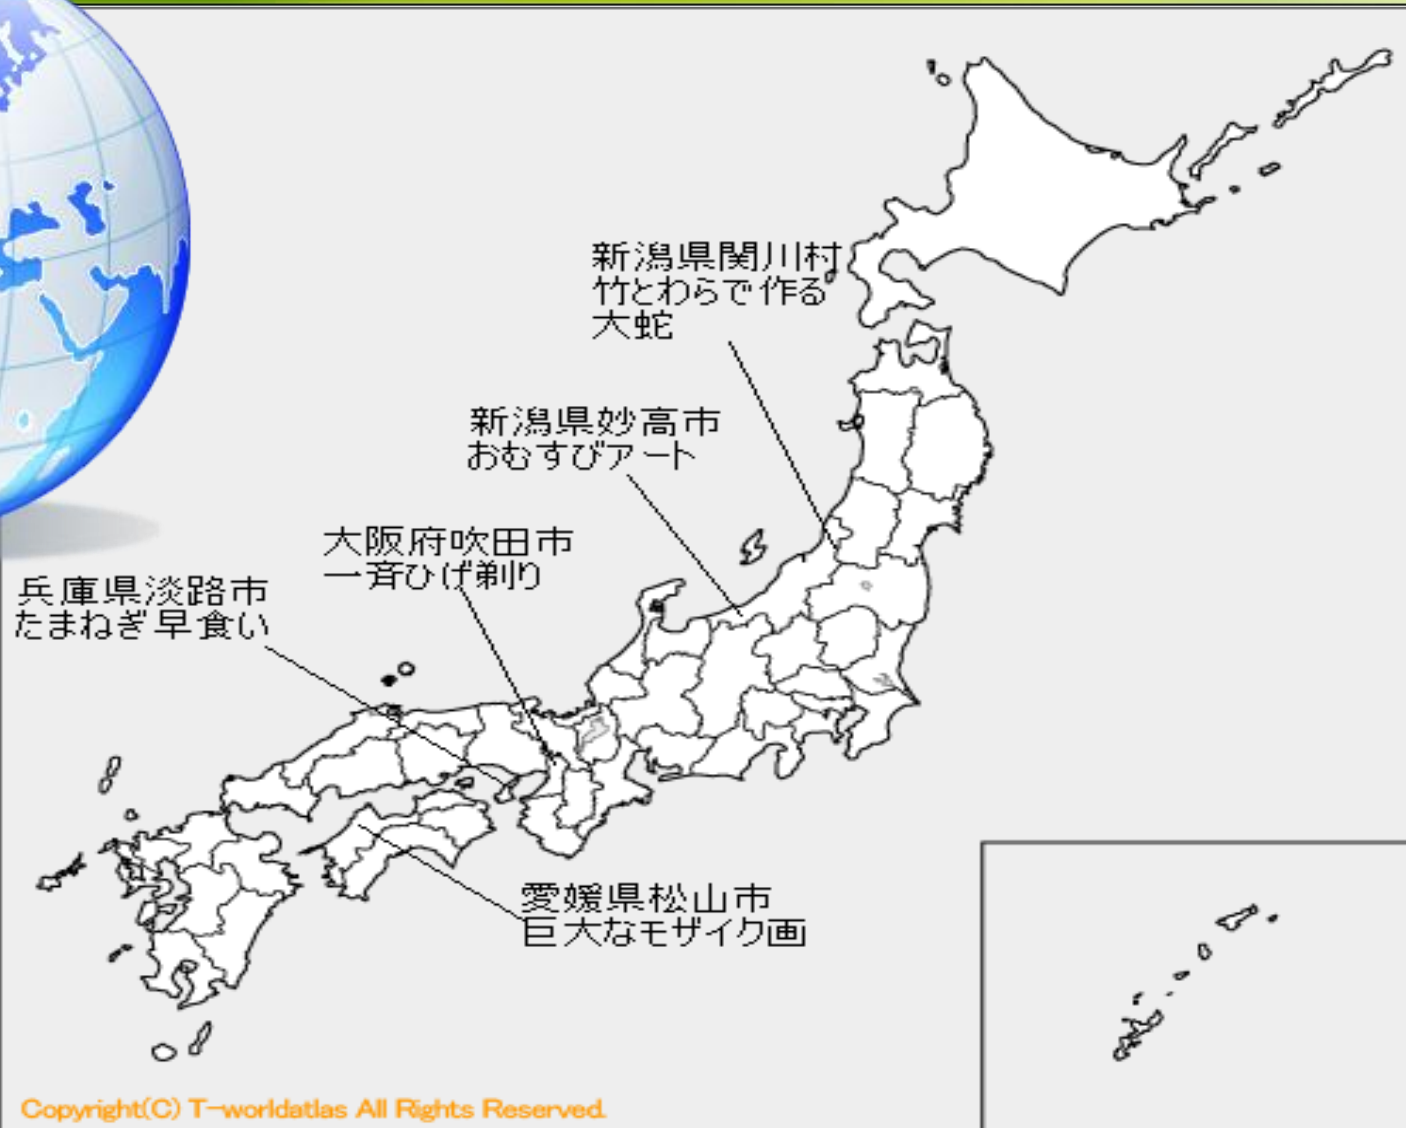 新潟県関川村
竹とわらで作る
大蛇
新潟県妙高市
おむすびアート
大阪府吹田市
一斉ひげ剃り
兵庫県淡路市
たまねぎ早食い
愛媛県松山市
巨大なモザイク画
Copyright(C) T-worldatlas All Rights Reserved.